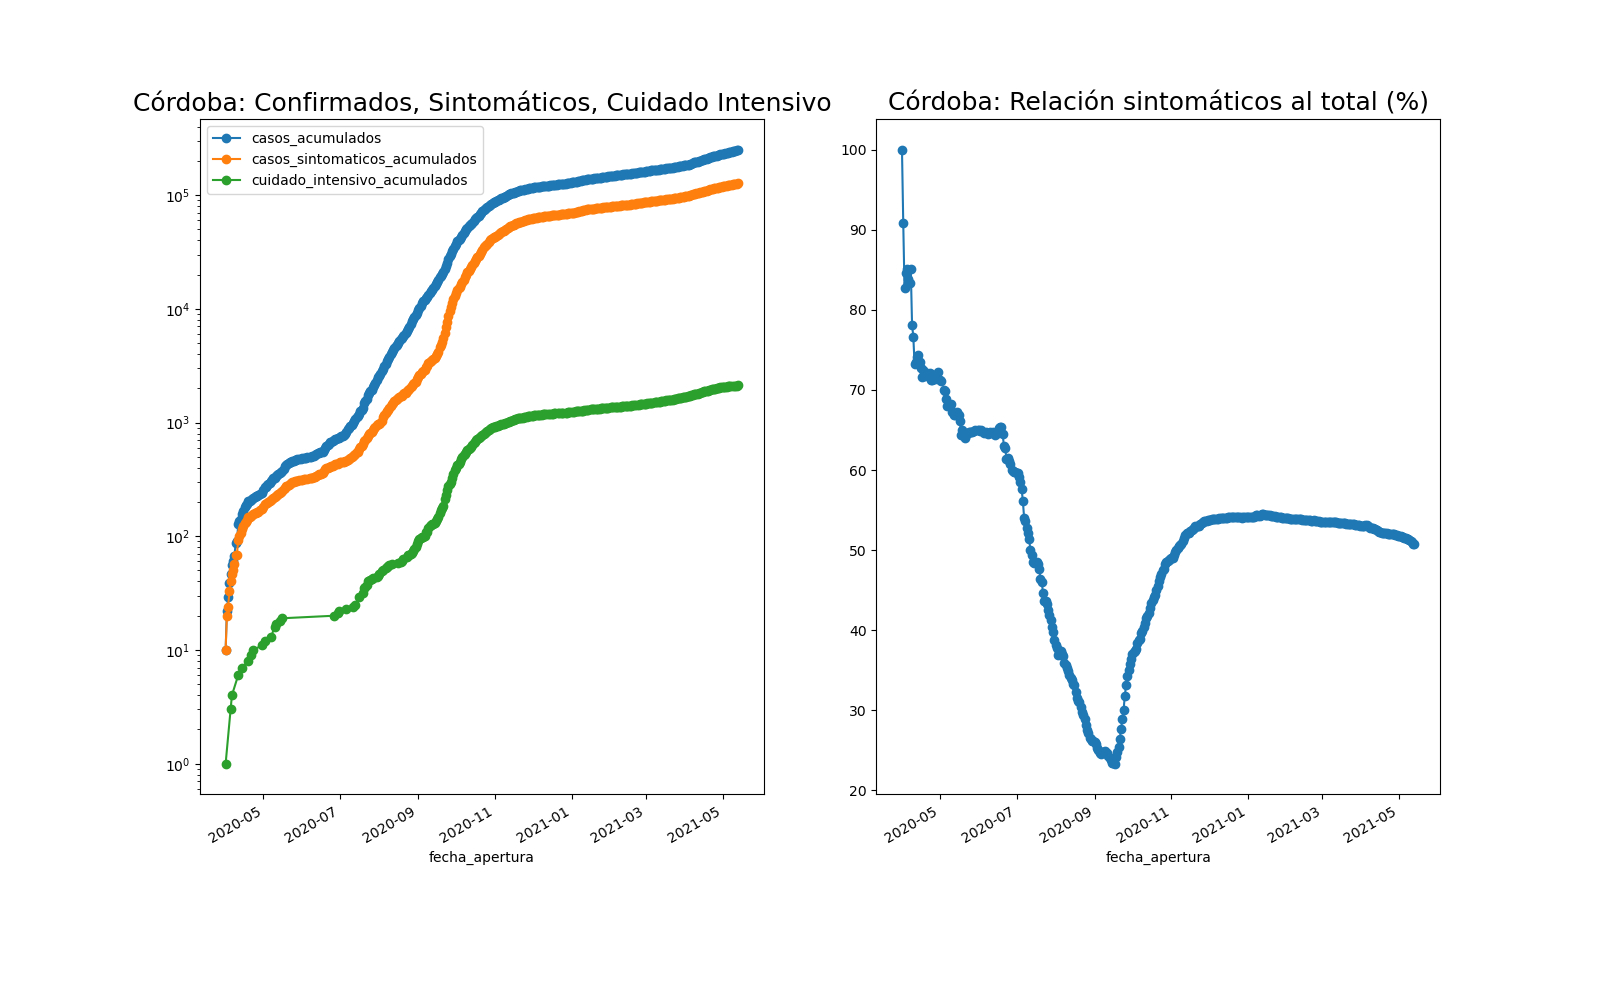 Córdoba: Confirmados, Sintomáticos, Cuidado Intensivo
casos_acumulados
casos_sintomaticos_acumulados
cuidado_intensivo_acumulados
10^5
10^4
10^3
10^2
10^1
10^0
2020-05 2020-07 2020-09 2020-11 2021-01 2021-03 2021-05
fecha_apertura
Córdoba: Relación sintomáticos al total (%)
100
90
80
70
60
50
40
30
20
2020-05 2020-07 2020-09 2020-11 2021-01 2021-03 2021-05
fecha_apertura